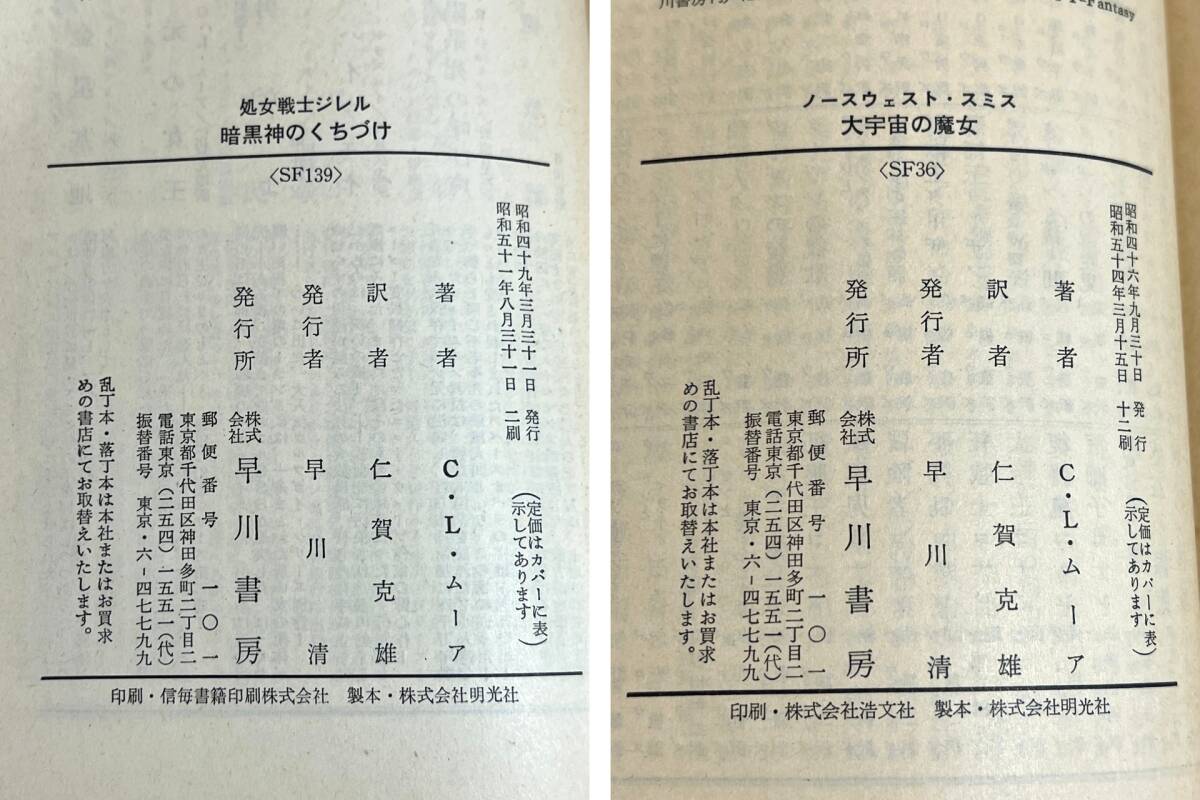 処女戦士ジレル
暗黒神のくちづけ
〈SF139〉
昭和四十九年三月三十一日 発行
昭和五十一年八月三十一日 二刷
(定価はカバーに表示してあります)
著者 C・L・ムーア
訳者 仁賀克雄
発行者 早川清
発行所 株式会社 早川書房
郵便番号 一〇一
東京都千代田区神田多町二丁目二
電話東京(二五四)一五五一(代)
振替番号 東京・六-四七七九九
乱丁本・落丁本は本社またはお買求
めの書店にてお取替えいたします。
印刷・信毎書籍印刷株式会社 製本・株式会社明光社
Fantasy
ノースウェスト・スミス
大宇宙の魔女
〈SF36〉
昭和四十六年九月三十日 発行
昭和五十四年三月十五日 十二刷
(定価はカバーに表示してあります)
著者 C・L・ムーア
訳者 仁賀克雄
発行者 早川清
発行所 株式会社 早川書房
郵便番号 一〇一
東京都千代田区神田多町二丁目二
電話東京(二五四)一五五一(代)
振替番号 東京・六-四七七九九
乱丁本・落丁本は本社またはお買求
めの書店にてお取替えいたします。
印刷・株式会社浩文社 製本・株式会社明光社